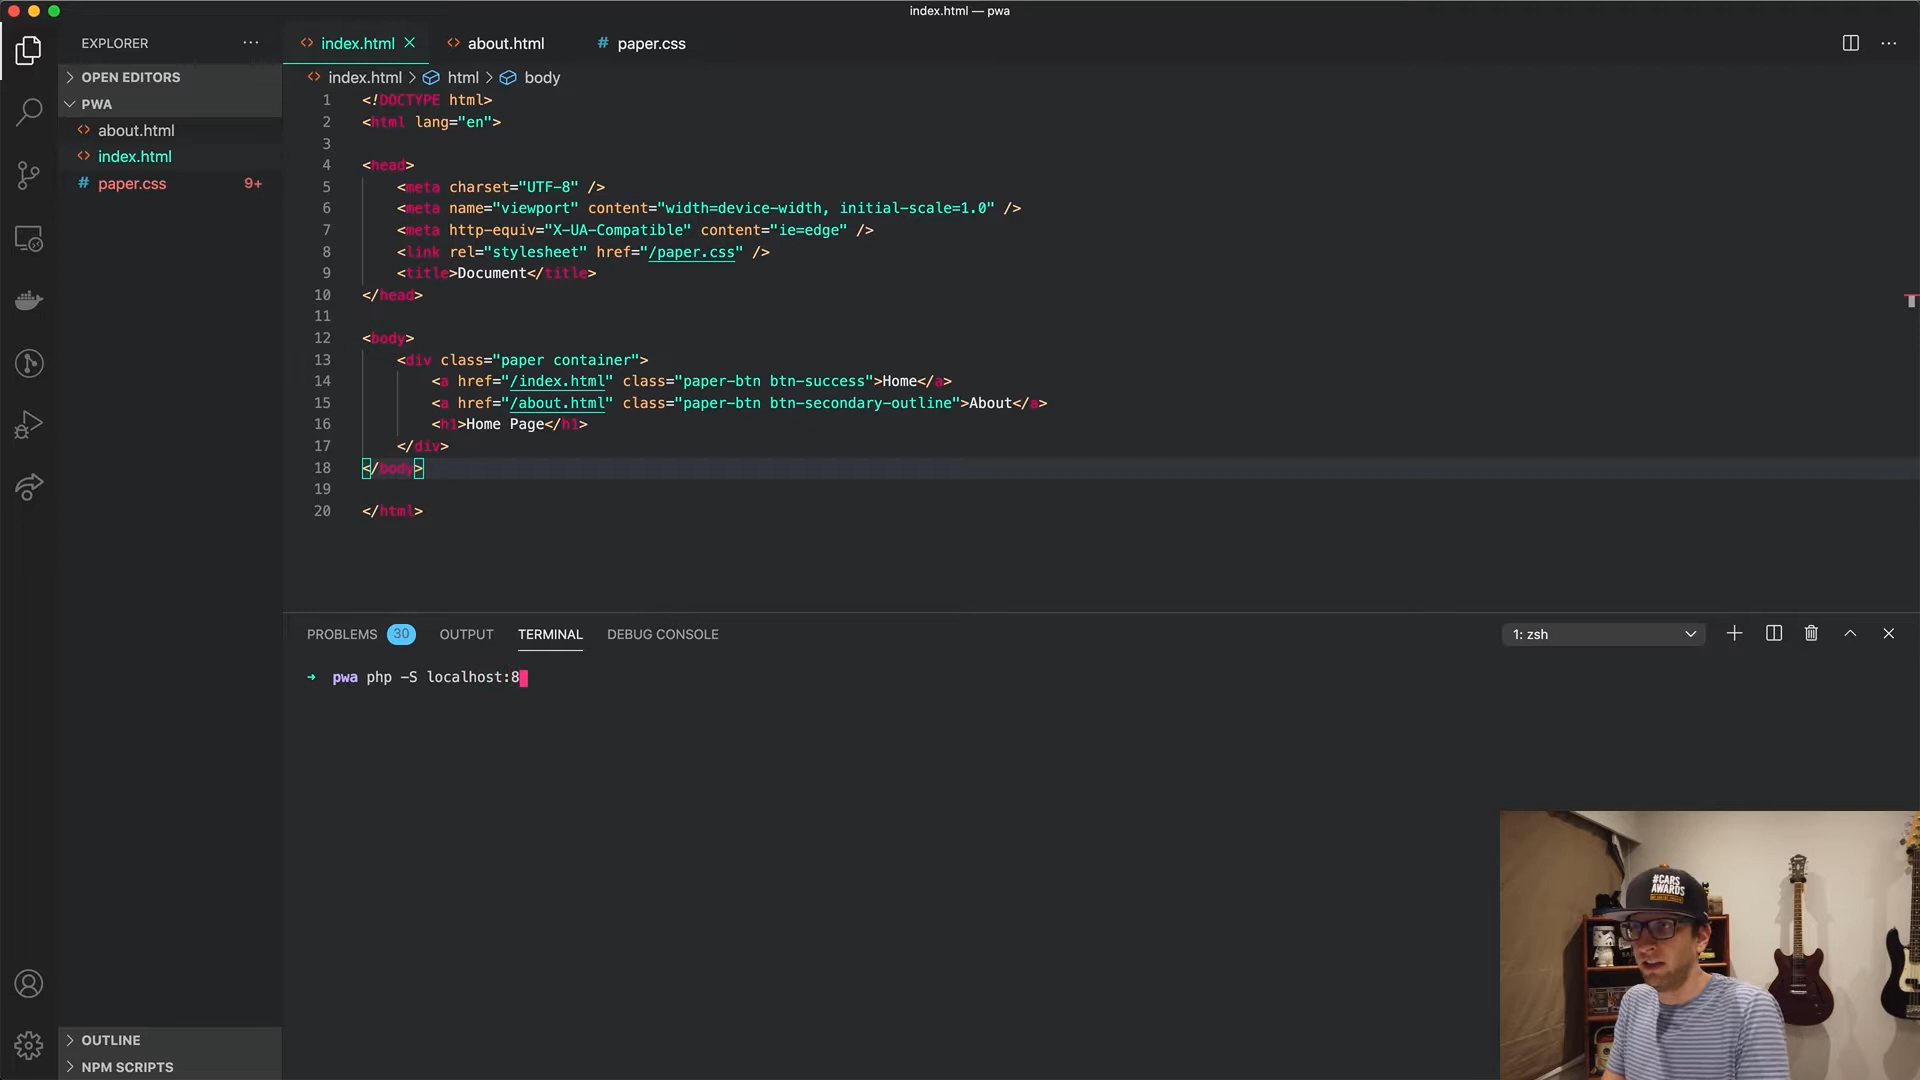 index.html — pwa
EXPLORER
index.html
about.html
paper.css
OPEN EDITORS
PWA
about.html
index.html
paper.css 9+
index.html > html > body
1 <!DOCTYPE html>
2 <html lang="en">
3
4 <head>
5 <meta charset="UTF-8" />
6 <meta name="viewport" content="width=device-width, initial-scale=1.0" />
7 <meta http-equiv="X-UA-Compatible" content="ie=edge" />
8 <link rel="stylesheet" href="/paper.css" />
9 <title>Document</title>
10 </head>
11
12 <body>
13 <div class="paper container">
14 <a href="/index.html" class="paper-btn btn-success">Home</a>
15 <a href="/about.html" class="paper-btn btn-secondary-outline">About</a>
16 <h1>Home Page</h1>
17 </div>
18 </body>
19
20 </html>
PROBLEMS 30 OUTPUT TERMINAL DEBUG CONSOLE
1: zsh
→ pwa php -S localhost:8
#CARS
AWARDS
OUTLINE
NPM SCRIPTS